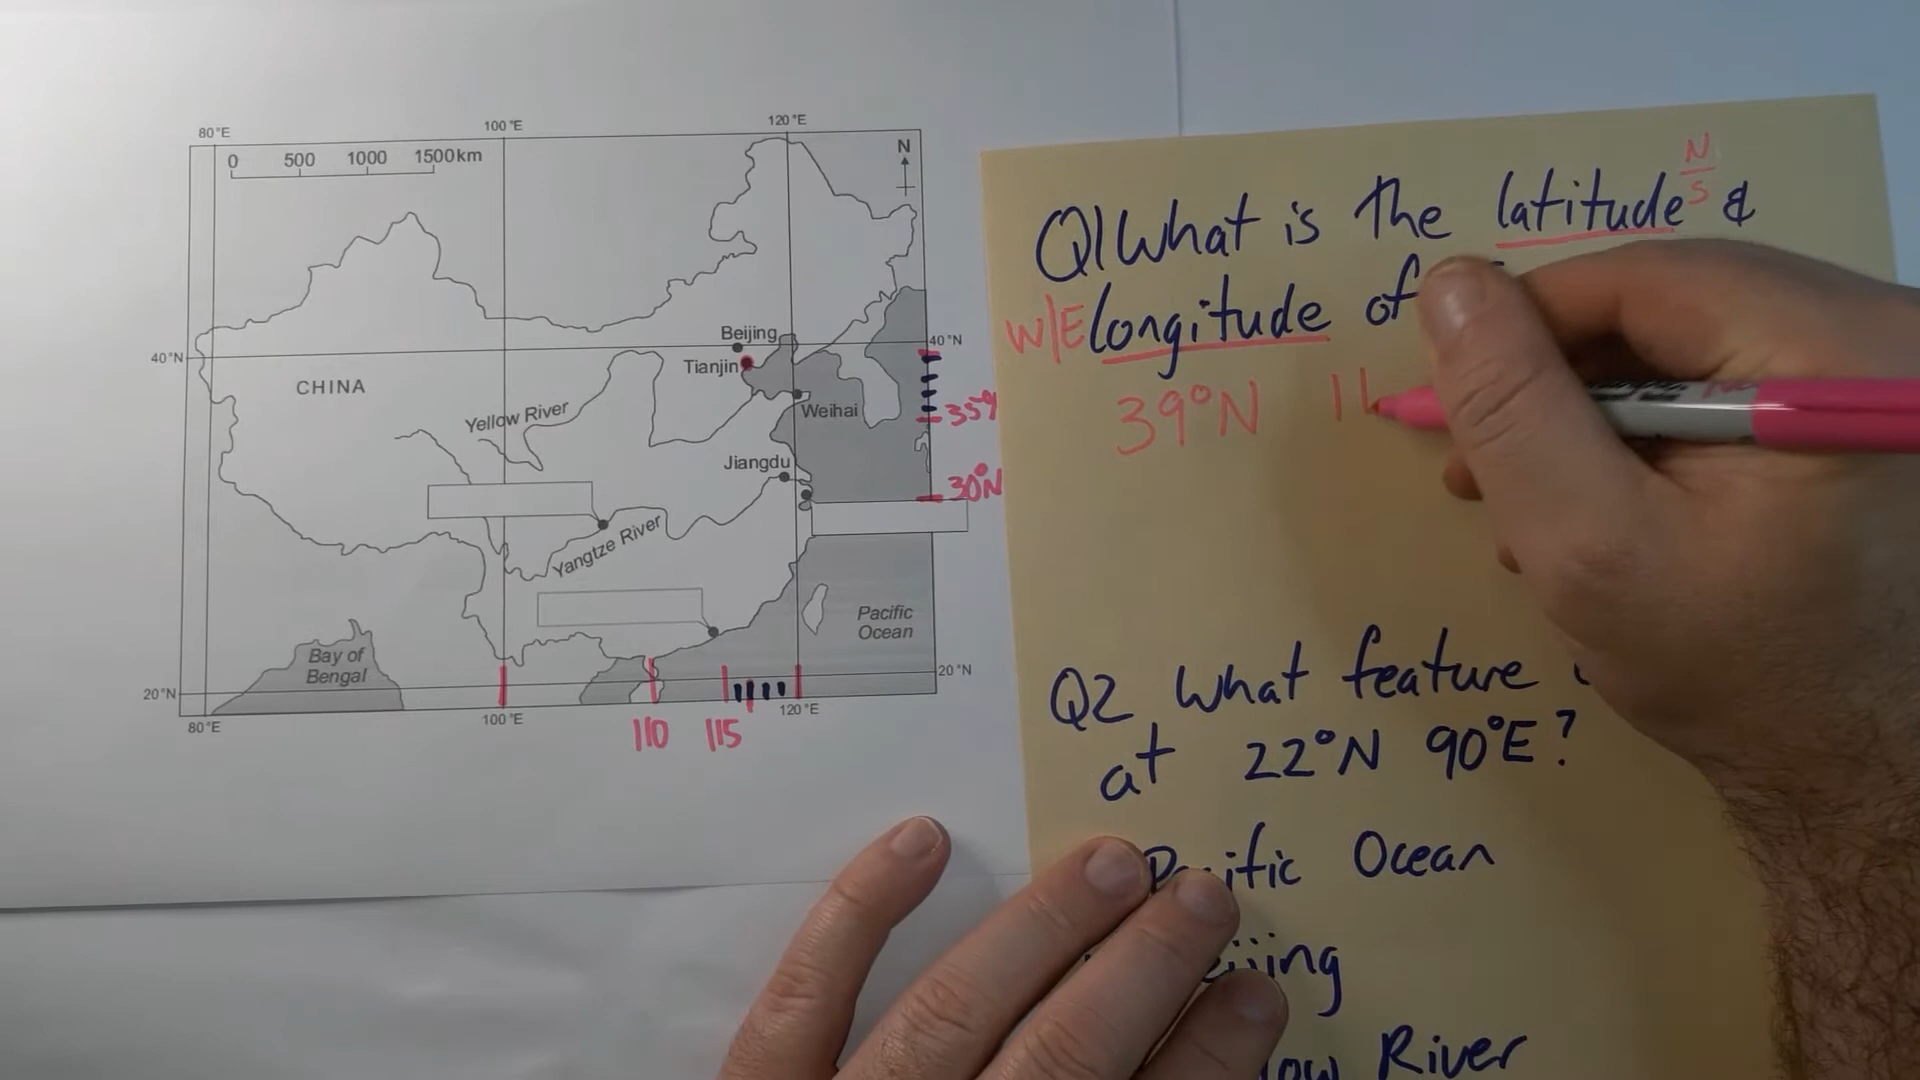 80°E
100°E
120°E
0 500 1000 1500km
N
40°N
40°N
Beijing
Tianjin
CHINA
Weihai
Yellow River
35°N
Jiangdu
30°N
Yangtze River
Pacific
Ocean
Bay of
Bengal
20°N
20°N
80°E
100°E
120°E
110 115
N
S
Q1 What is the latitude &
W/E longitude of
39°N 11
Q2 What feature
at 22°N 90°E?
Pacific Ocean
River